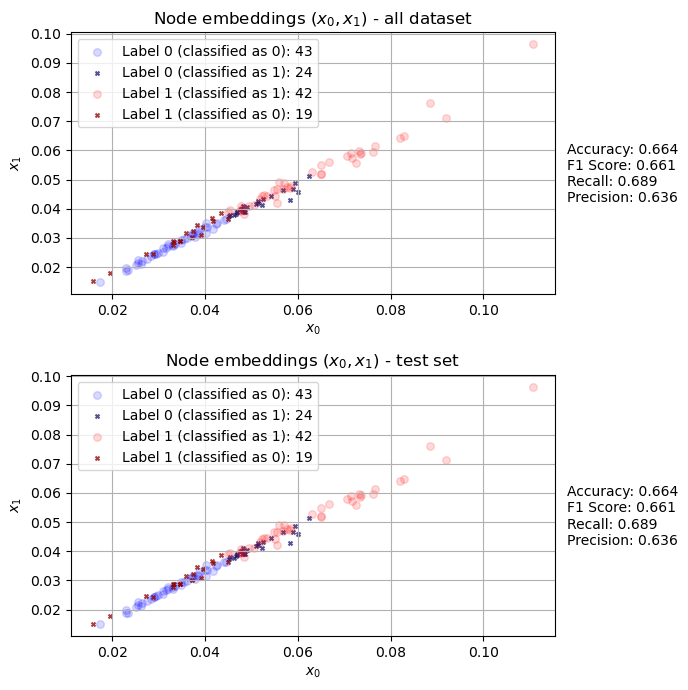 Node embeddings (x₀, x₁) - all dataset
Label 0 (classified as 0): 43
Label 0 (classified as 1): 24
Label 1 (classified as 1): 42
Label 1 (classified as 0): 19
0.10
0.09
0.08
0.07
0.06
0.05
0.04
0.03
0.02
x₁
0.02 0.04 0.06 0.08 0.10
x₀
Accuracy: 0.664
F1 Score: 0.661
Recall: 0.689
Precision: 0.636
Node embeddings (x₀, x₁) - test set
Label 0 (classified as 0): 43
Label 0 (classified as 1): 24
Label 1 (classified as 1): 42
Label 1 (classified as 0): 19
0.10
0.09
0.08
0.07
0.06
0.05
0.04
0.03
0.02
x₁
0.02 0.04 0.06 0.08 0.10
x₀
Accuracy: 0.664
F1 Score: 0.661
Recall: 0.689
Precision: 0.636